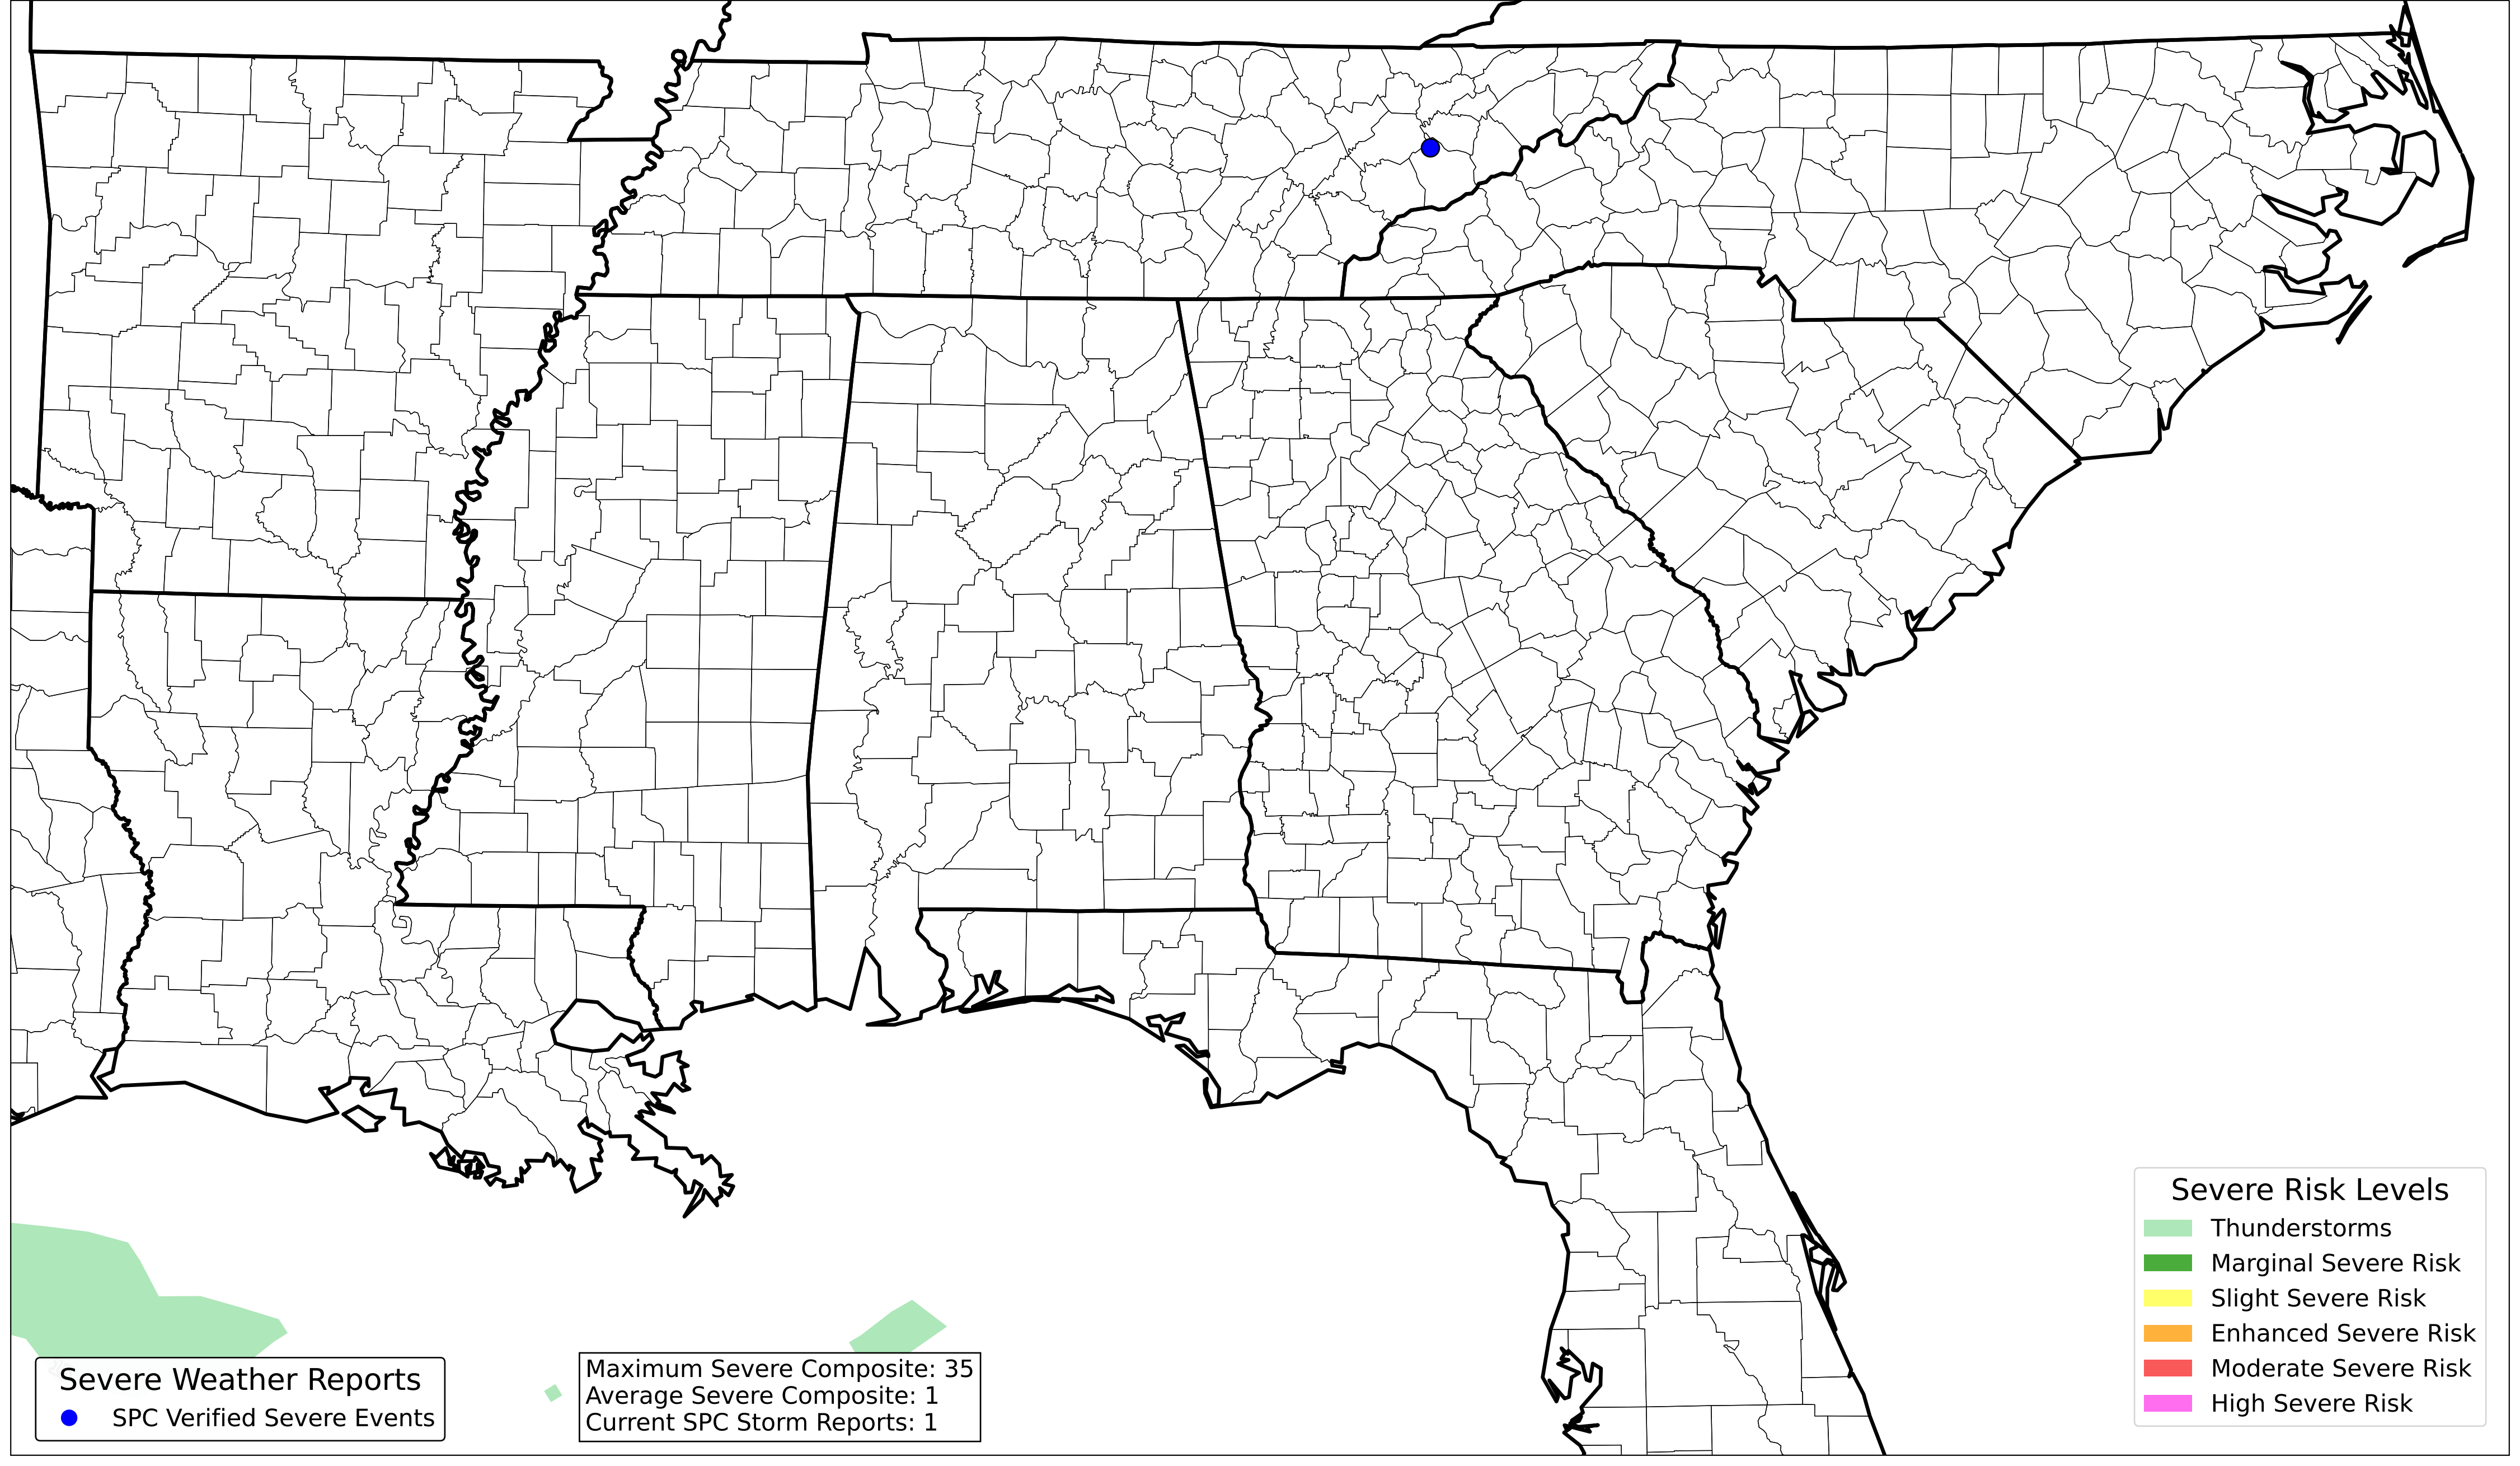 Severe Risk Levels
Thunderstorms
Marginal Severe Risk
Slight Severe Risk
Enhanced Severe Risk
Moderate Severe Risk
High Severe Risk
Severe Weather Reports
SPC Verified Severe Events
Maximum Severe Composite: 35
Average Severe Composite: 1
Current SPC Storm Reports: 1